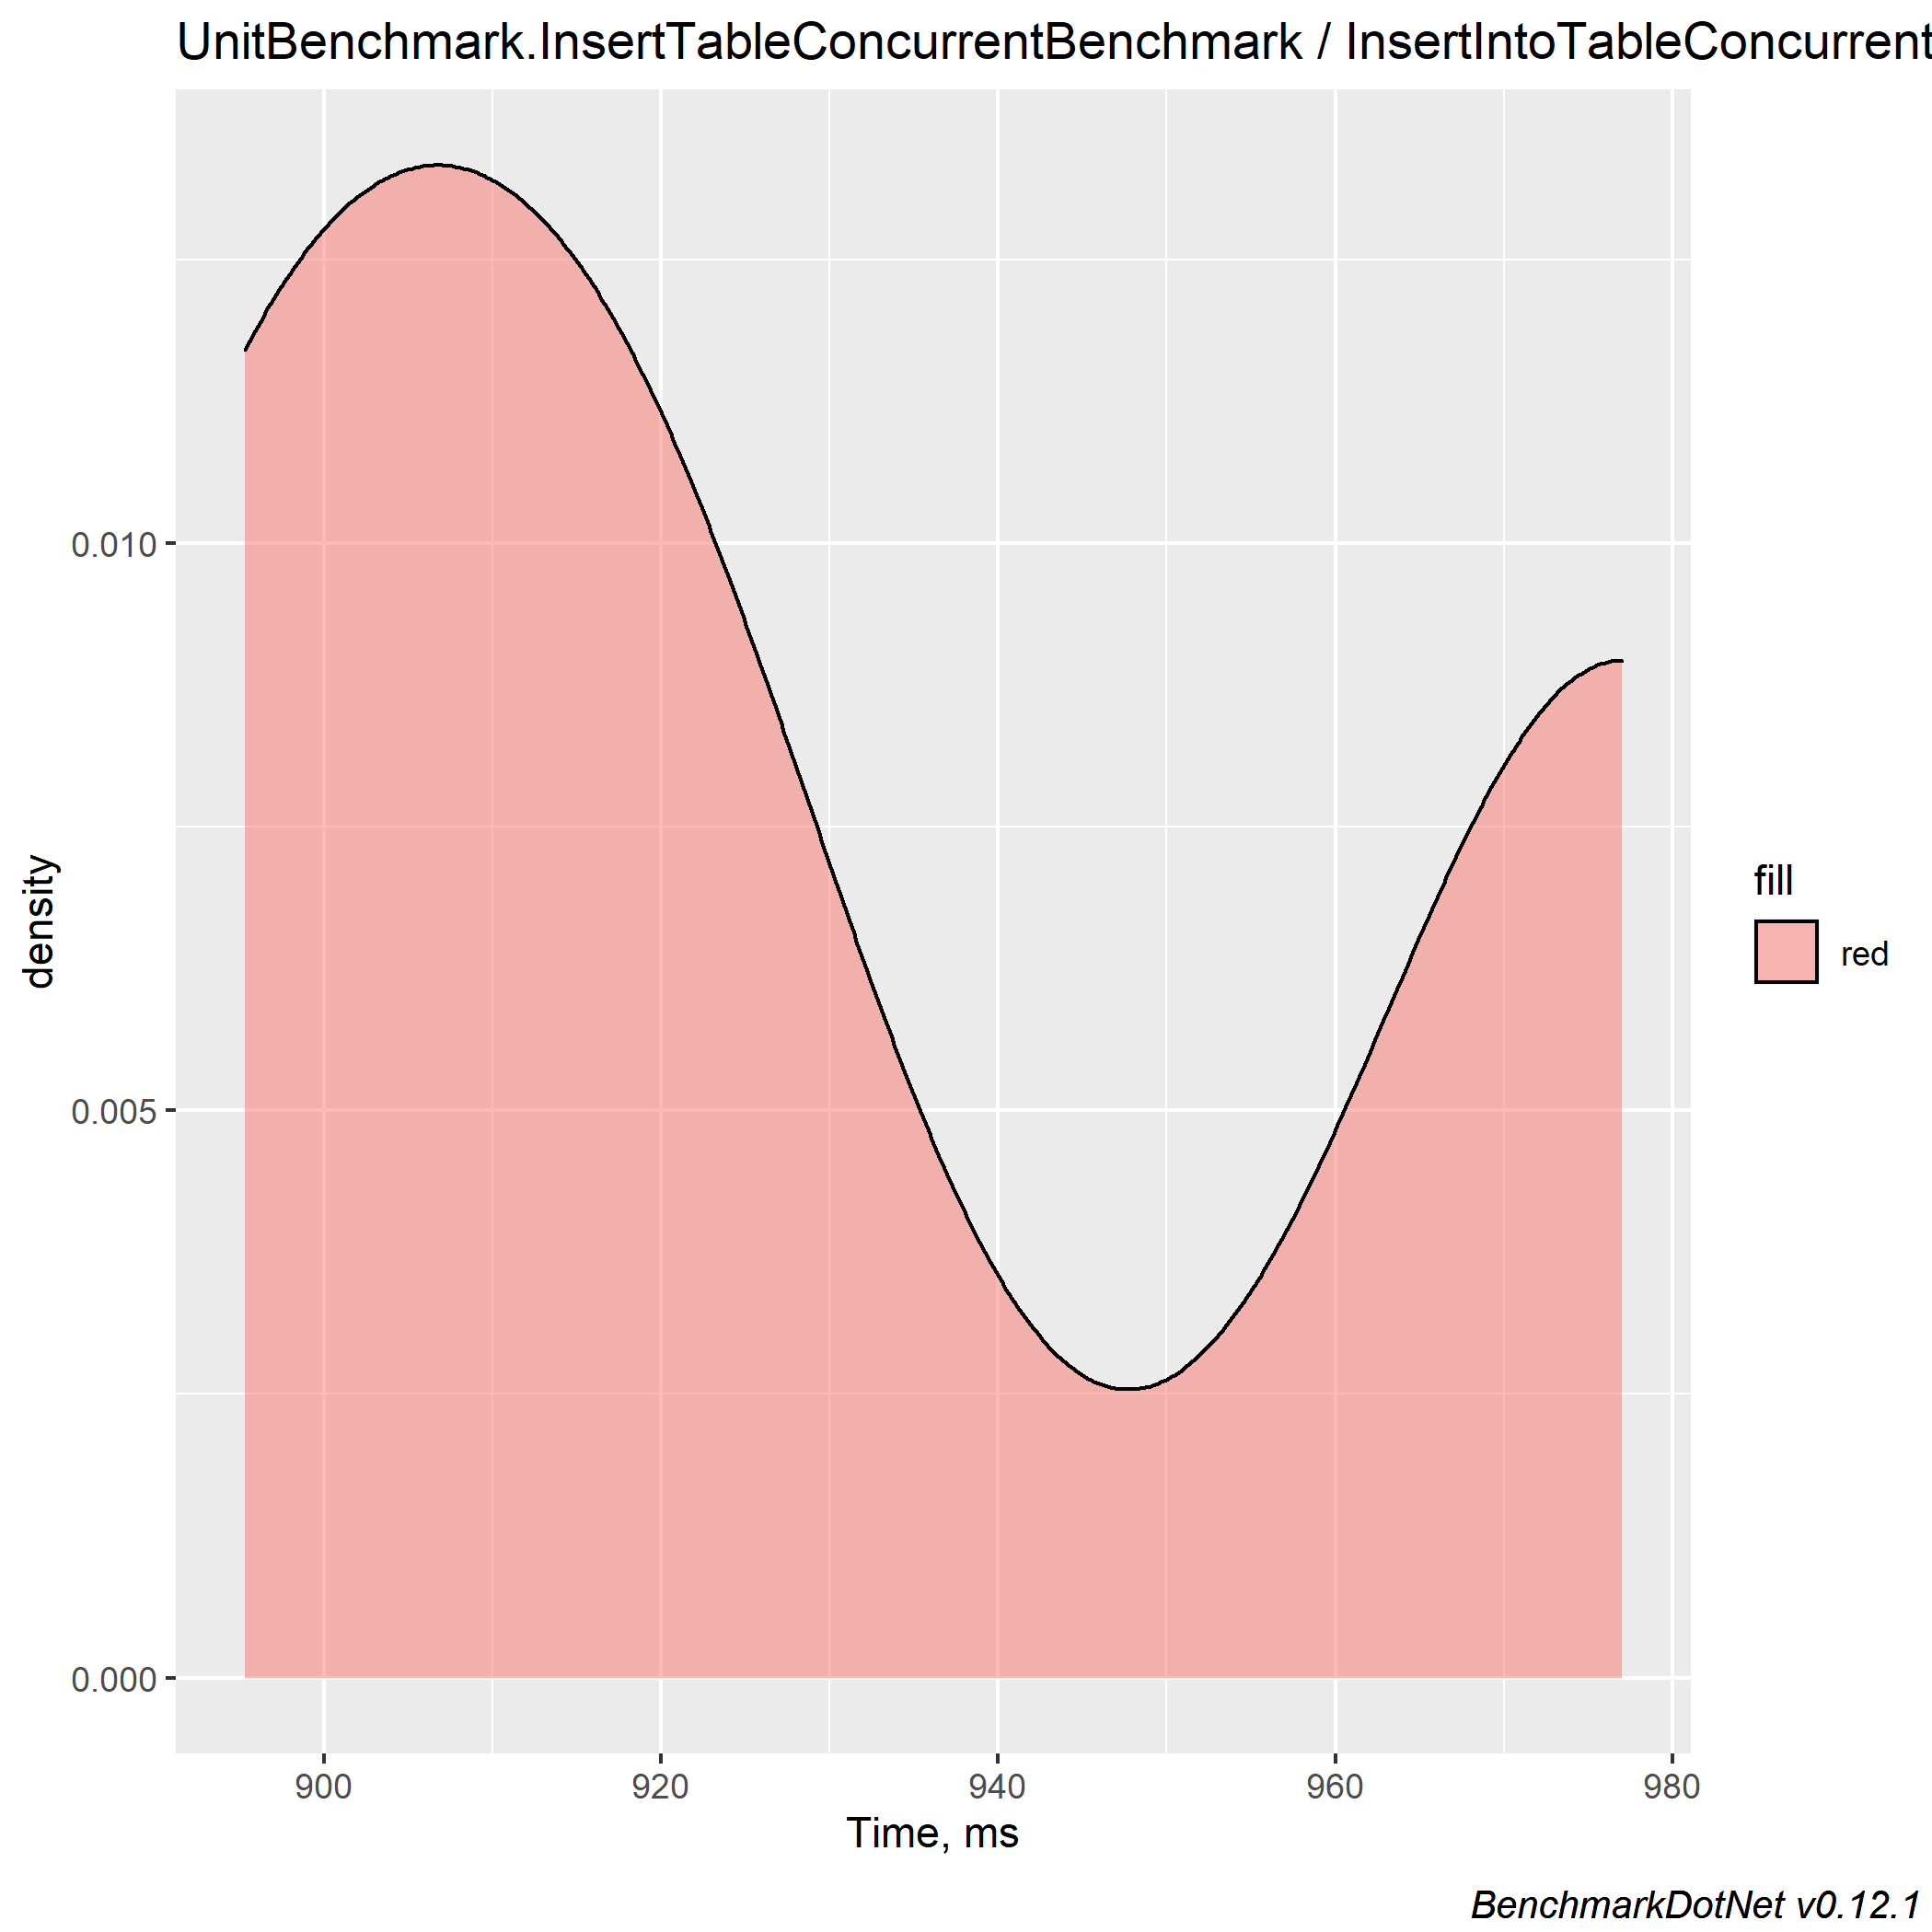 UnitBenchmark.InsertTableConcurrentBenchmark / InsertIntoTableConcurrent
0.010
0.005
0.000
density
900 920 940 960 980
Time, ms
fill
red
BenchmarkDotNet v0.12.1